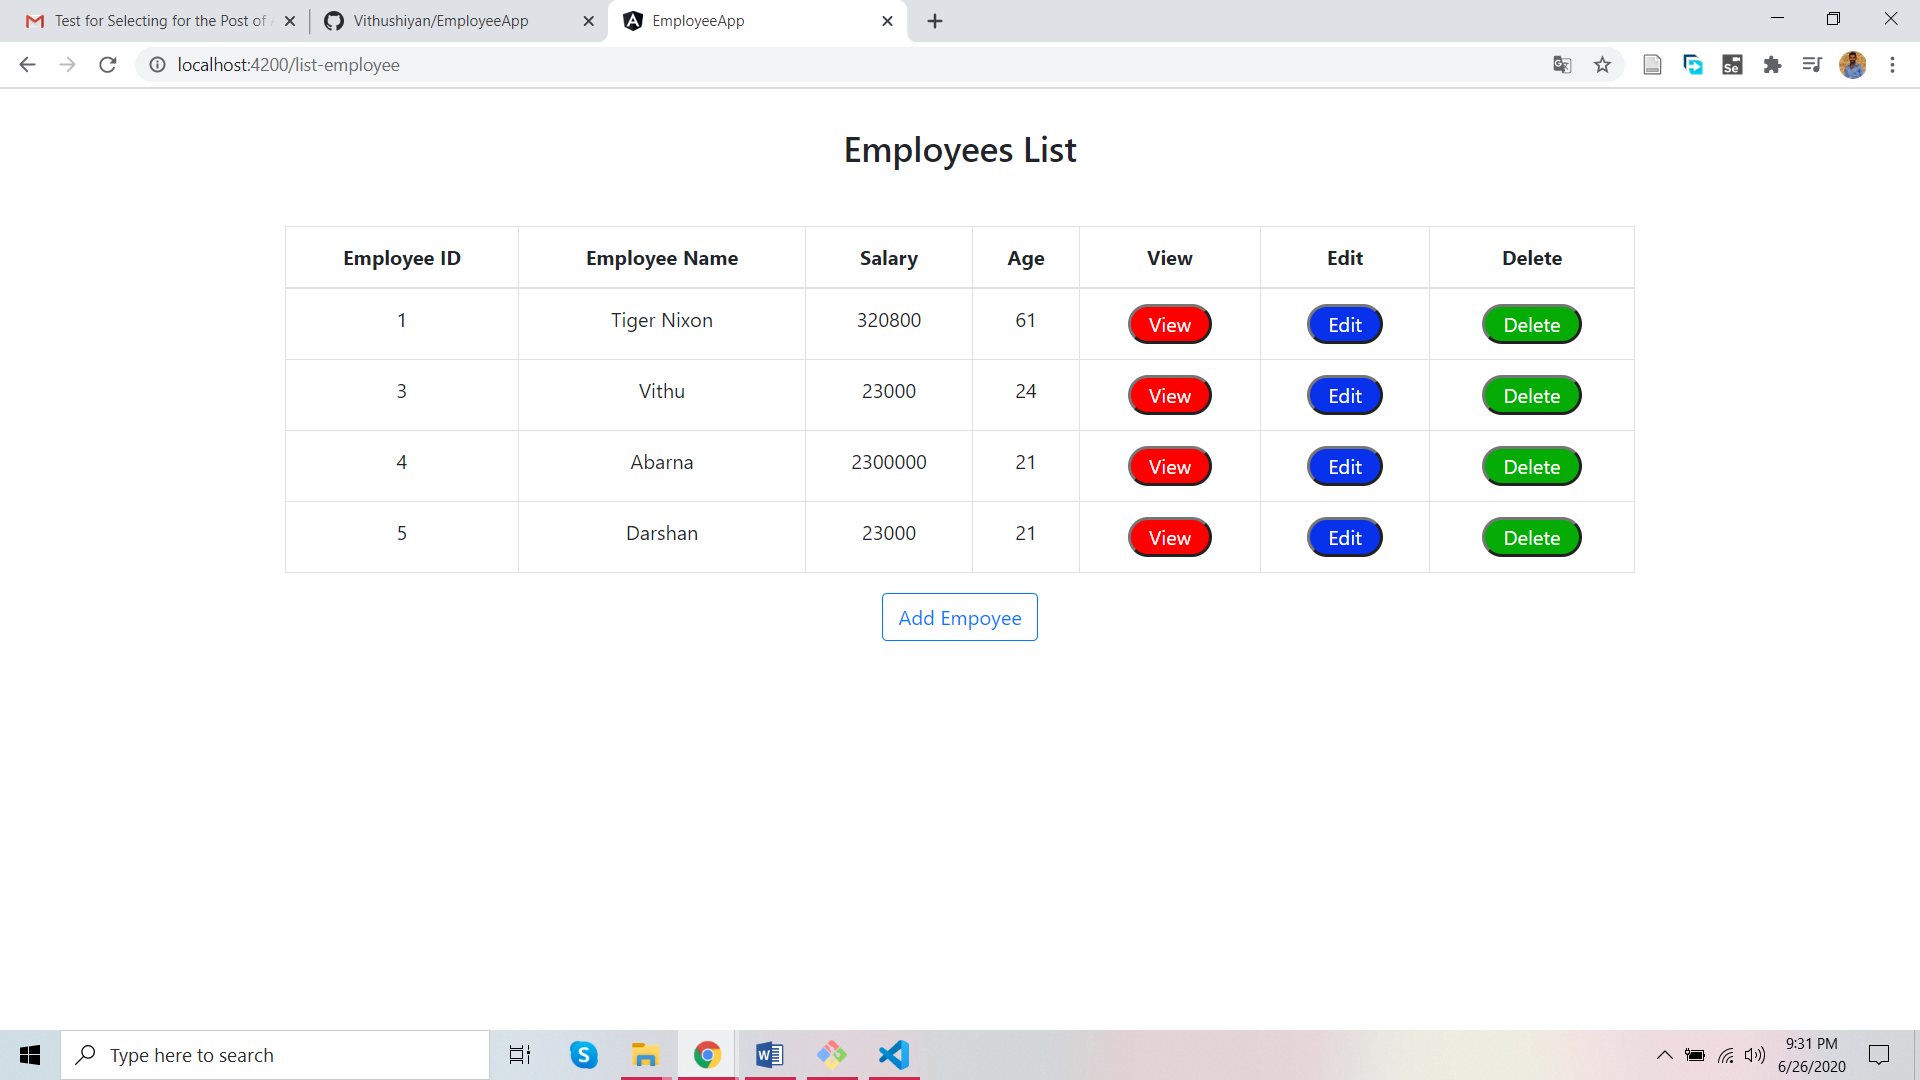 Test for Selecting for the Post of
Vithushiyan/EmployeeApp
EmployeeApp
localhost:4200/list-employee
Se
Employees List
Employee ID Employee Name Salary Age View Edit Delete
1 Tiger Nixon 320800 61 View Edit Delete
3 Vithu 23000 24 View Edit Delete
4 Abarna 2300000 21 View Edit Delete
5 Darshan 23000 21 View Edit Delete
Add Empoyee
Type here to search
9:31 PM
6/26/2020